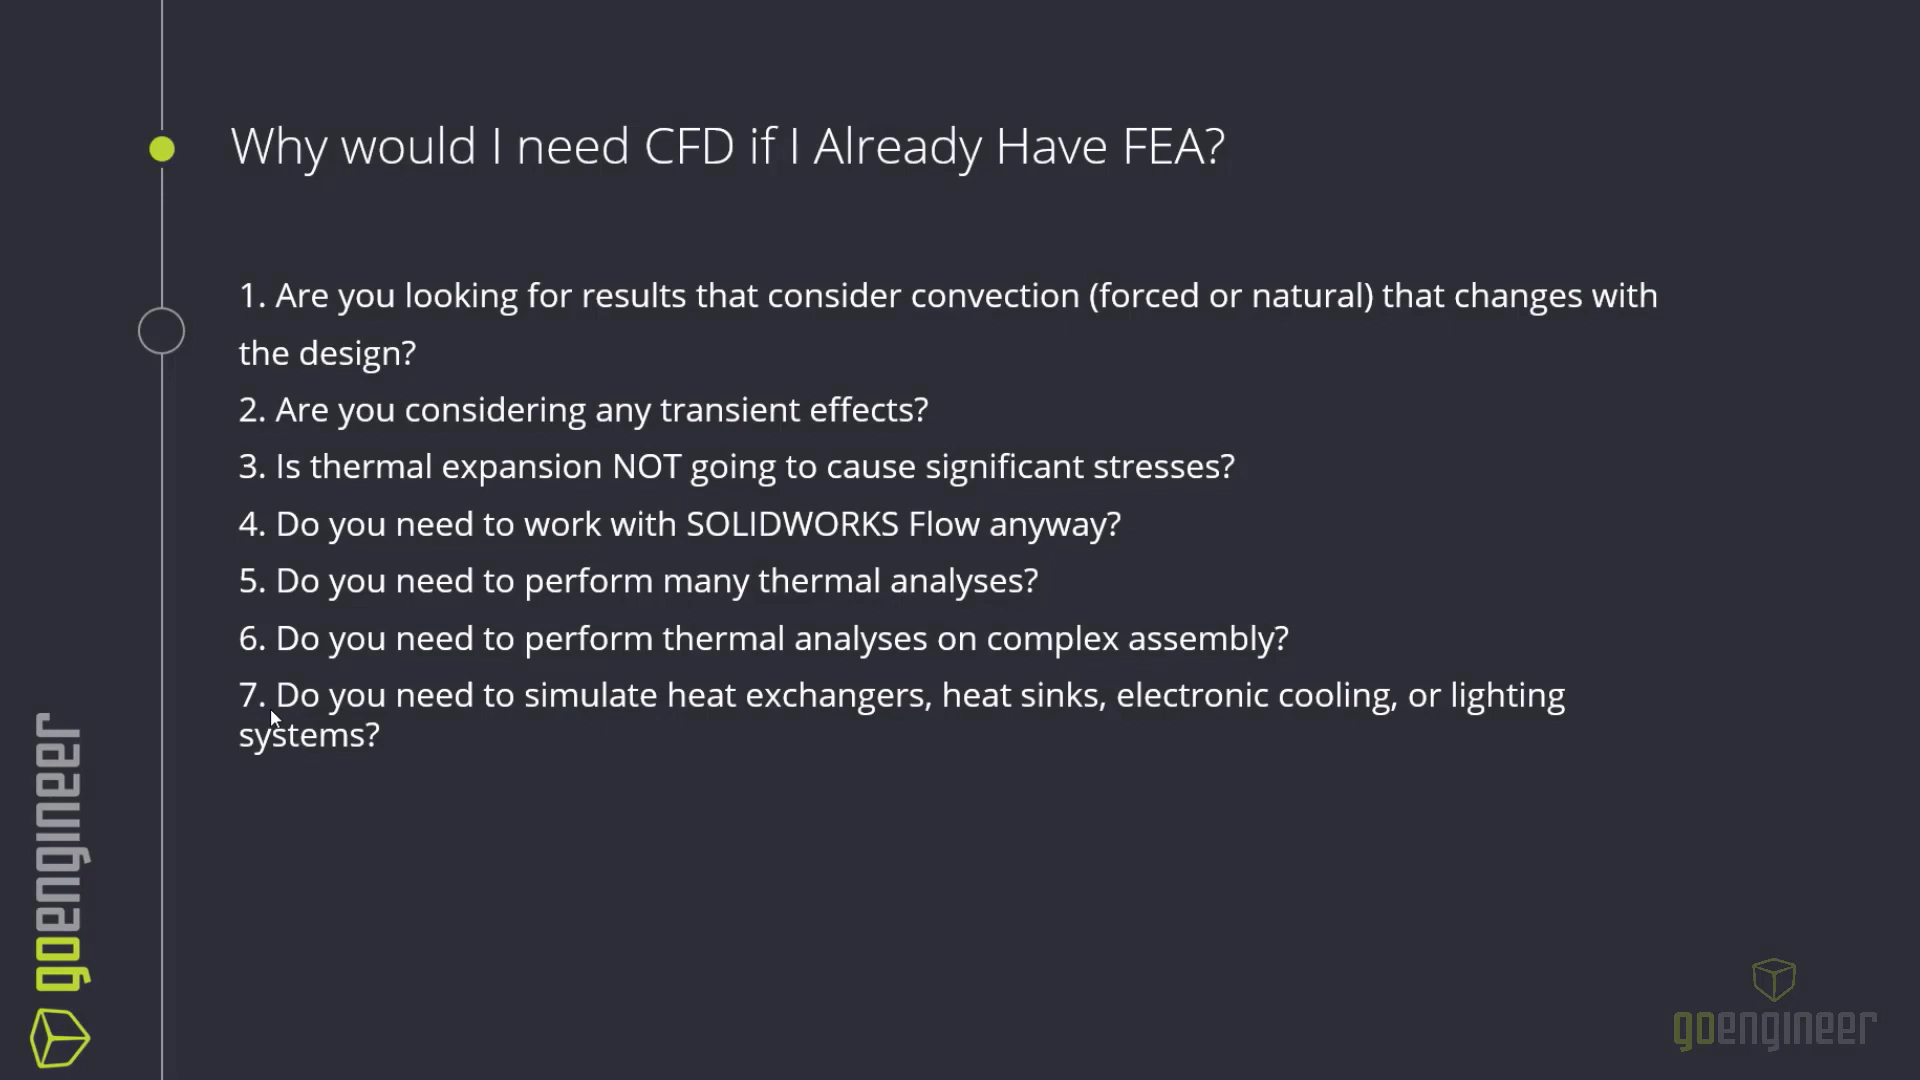 Why would I need CFD if I Already Have FEA?
1. Are you looking for results that consider convection (forced or natural) that changes with
the design?
2. Are you considering any transient effects?
3. Is thermal expansion NOT going to cause significant stresses?
4. Do you need to work with SOLIDWORKS Flow anyway?
5. Do you need to perform many thermal analyses?
6. Do you need to perform thermal analyses on complex assembly?
7. Do you need to simulate heat exchangers, heat sinks, electronic cooling, or lighting
systems?
goengineer
goengineer